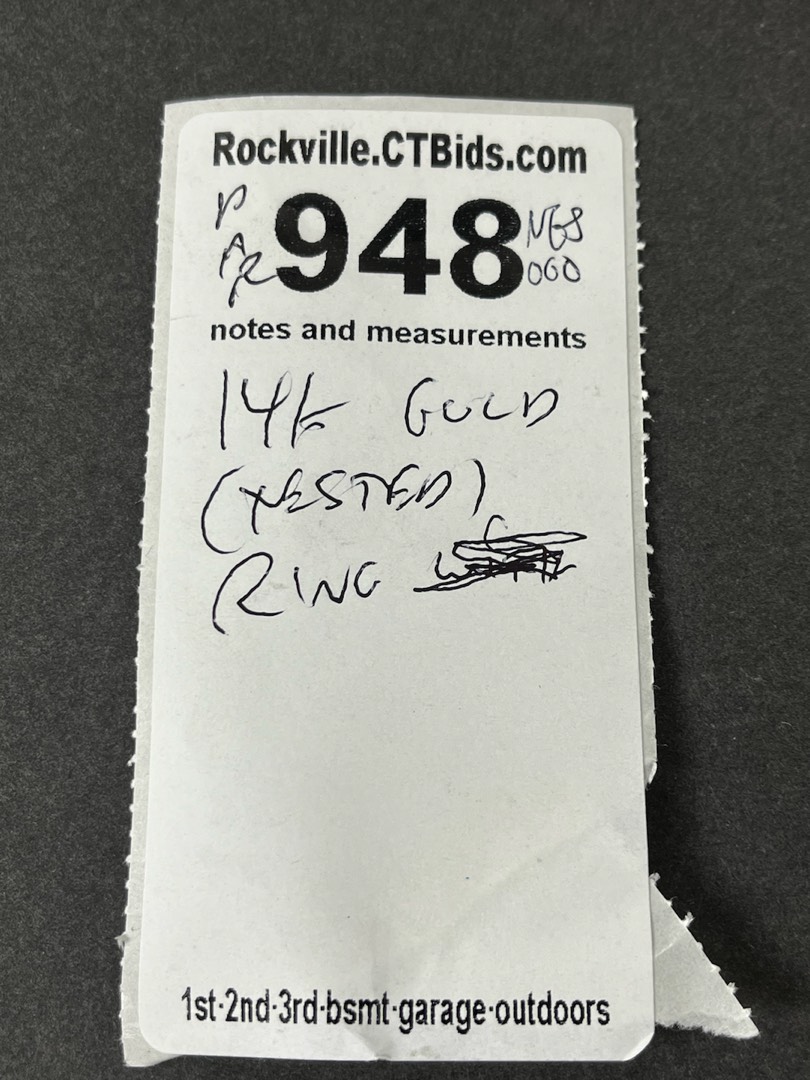 Rockville.CTBids.com
948
notes and measurements
14k GOLD
(TESTED)
RING
1st·2nd·3rd·bsmt·garage·outdoors